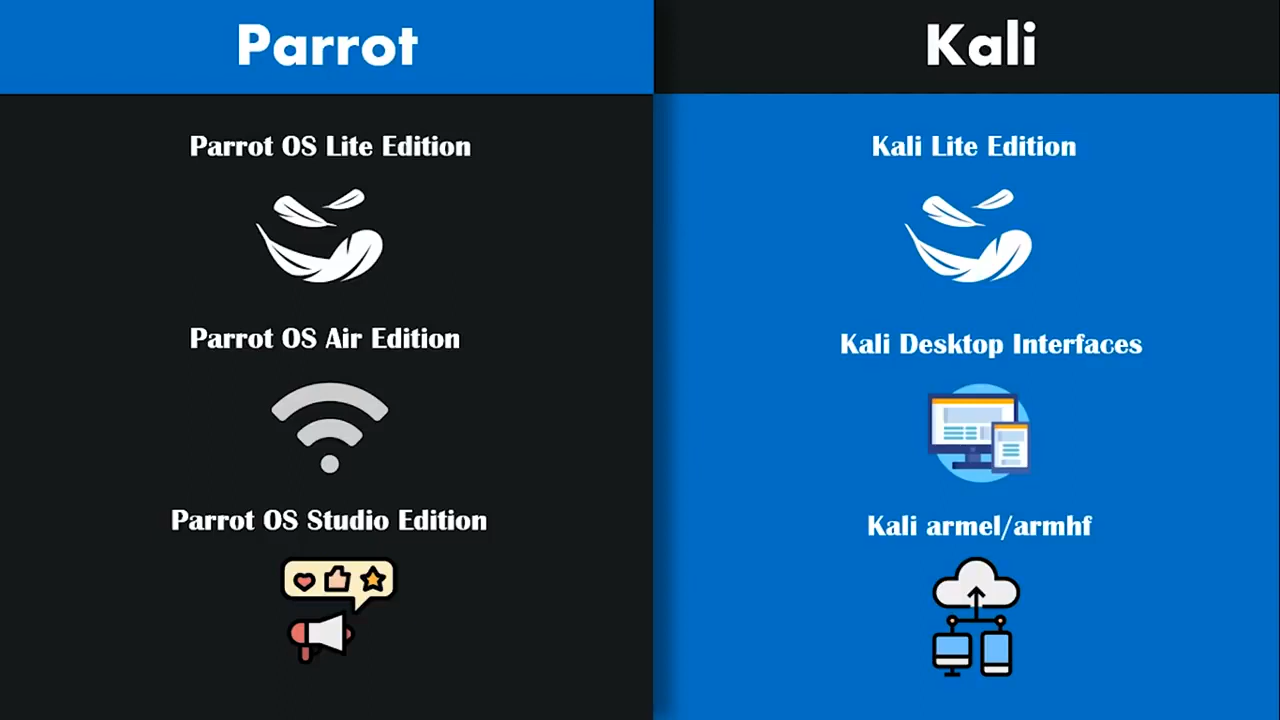 Parrot
Kali
Parrot OS Lite Edition
Kali Lite Edition
Parrot OS Air Edition
Kali Desktop Interfaces
Parrot OS Studio Edition
Kali armel/armhf